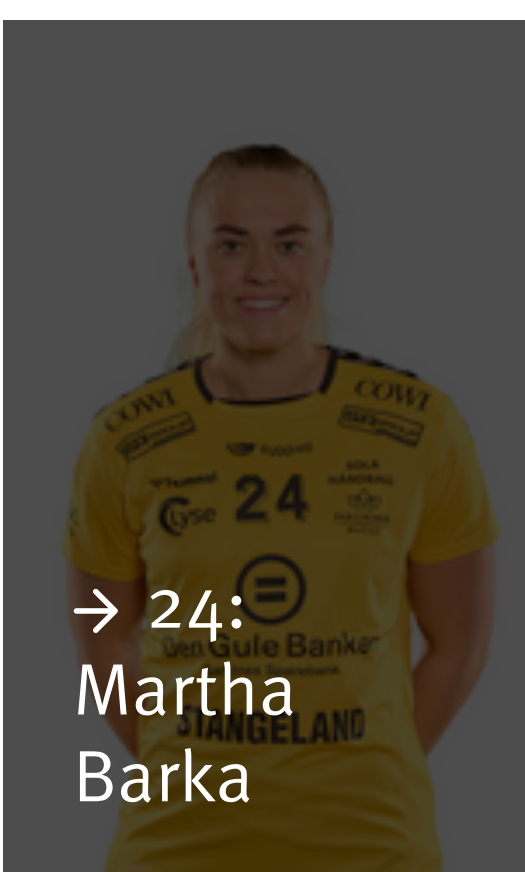 COWI
COWI
hummel
SOLA
HÅNDBALL
Lyse
24
→ 24:
Den Gule Banken
Martha
STANGELAND
Barka